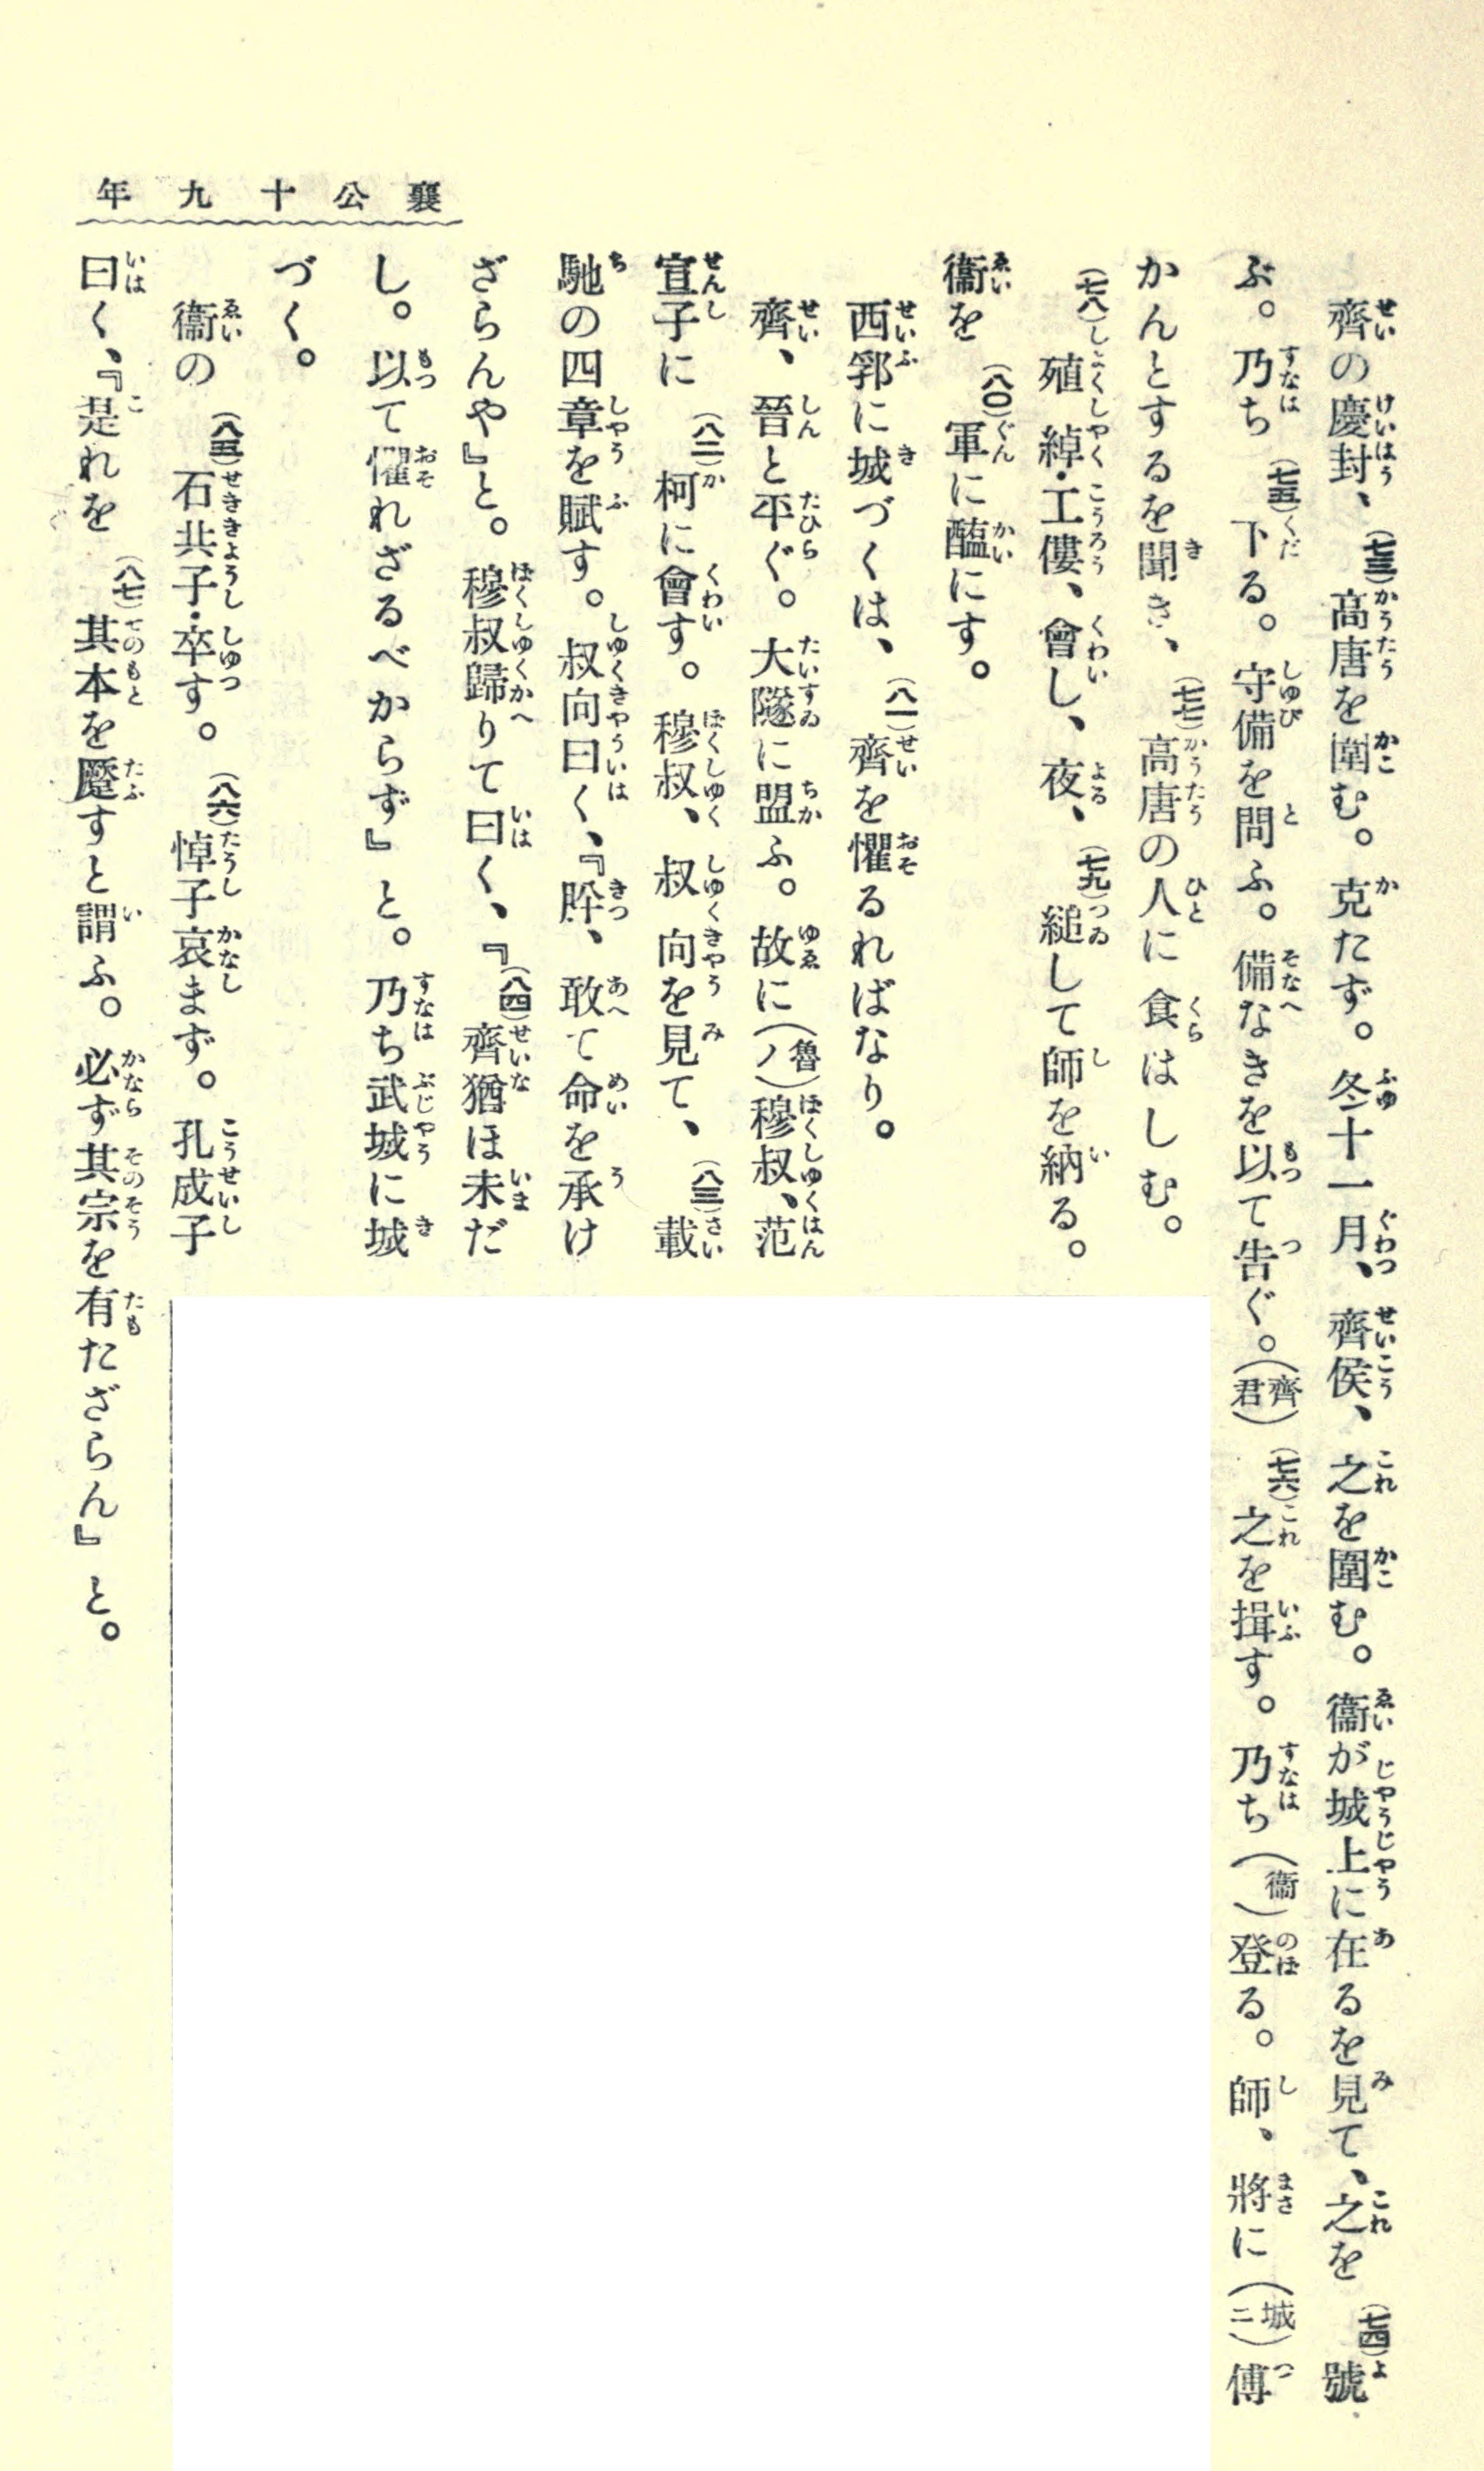 襄公十九年
齊の慶封、(七三)高唐を圍む。克たず。冬十一月、齊侯、之を圍む。衞が城上に在るを見て、之を(七四)號
ぶ。乃ち(七五)下る。守備を問ふ。備なきを以て吿ぐ。(齊君)(七六)之を揖す。乃ち(衞)登る。師、將に(城ニ)傅
かんとするを聞き、(七七)高唐の人に食はしむ。
(七八)殖綽・工僂、會し、夜、(七九)縋して師を納る。
衞を(八〇)軍に醢にす。
西郛に城づくは、(八一)齊を懼るればなり。
齊、晉と平ぐ。大隧に盟ふ。故に(魯ノ)穆叔、范
宣子に(八二)柯に會す。穆叔、叔向を見て、(八三)載
馳の四章を賦す。叔向曰く、『肸、敢て命を承け
ざらんや』と。穆叔歸りて曰く、『(八四)齊猶ほ未だ
し。以て懼れざるべからず』と。乃ち武城に城
づく。
衞の(八五)石共子・卒す。(八六)悼子哀まず。孔成子
曰く、『是れを(八七)其本を蹷すと謂ふ。必ず其宗を有たざらん』と。